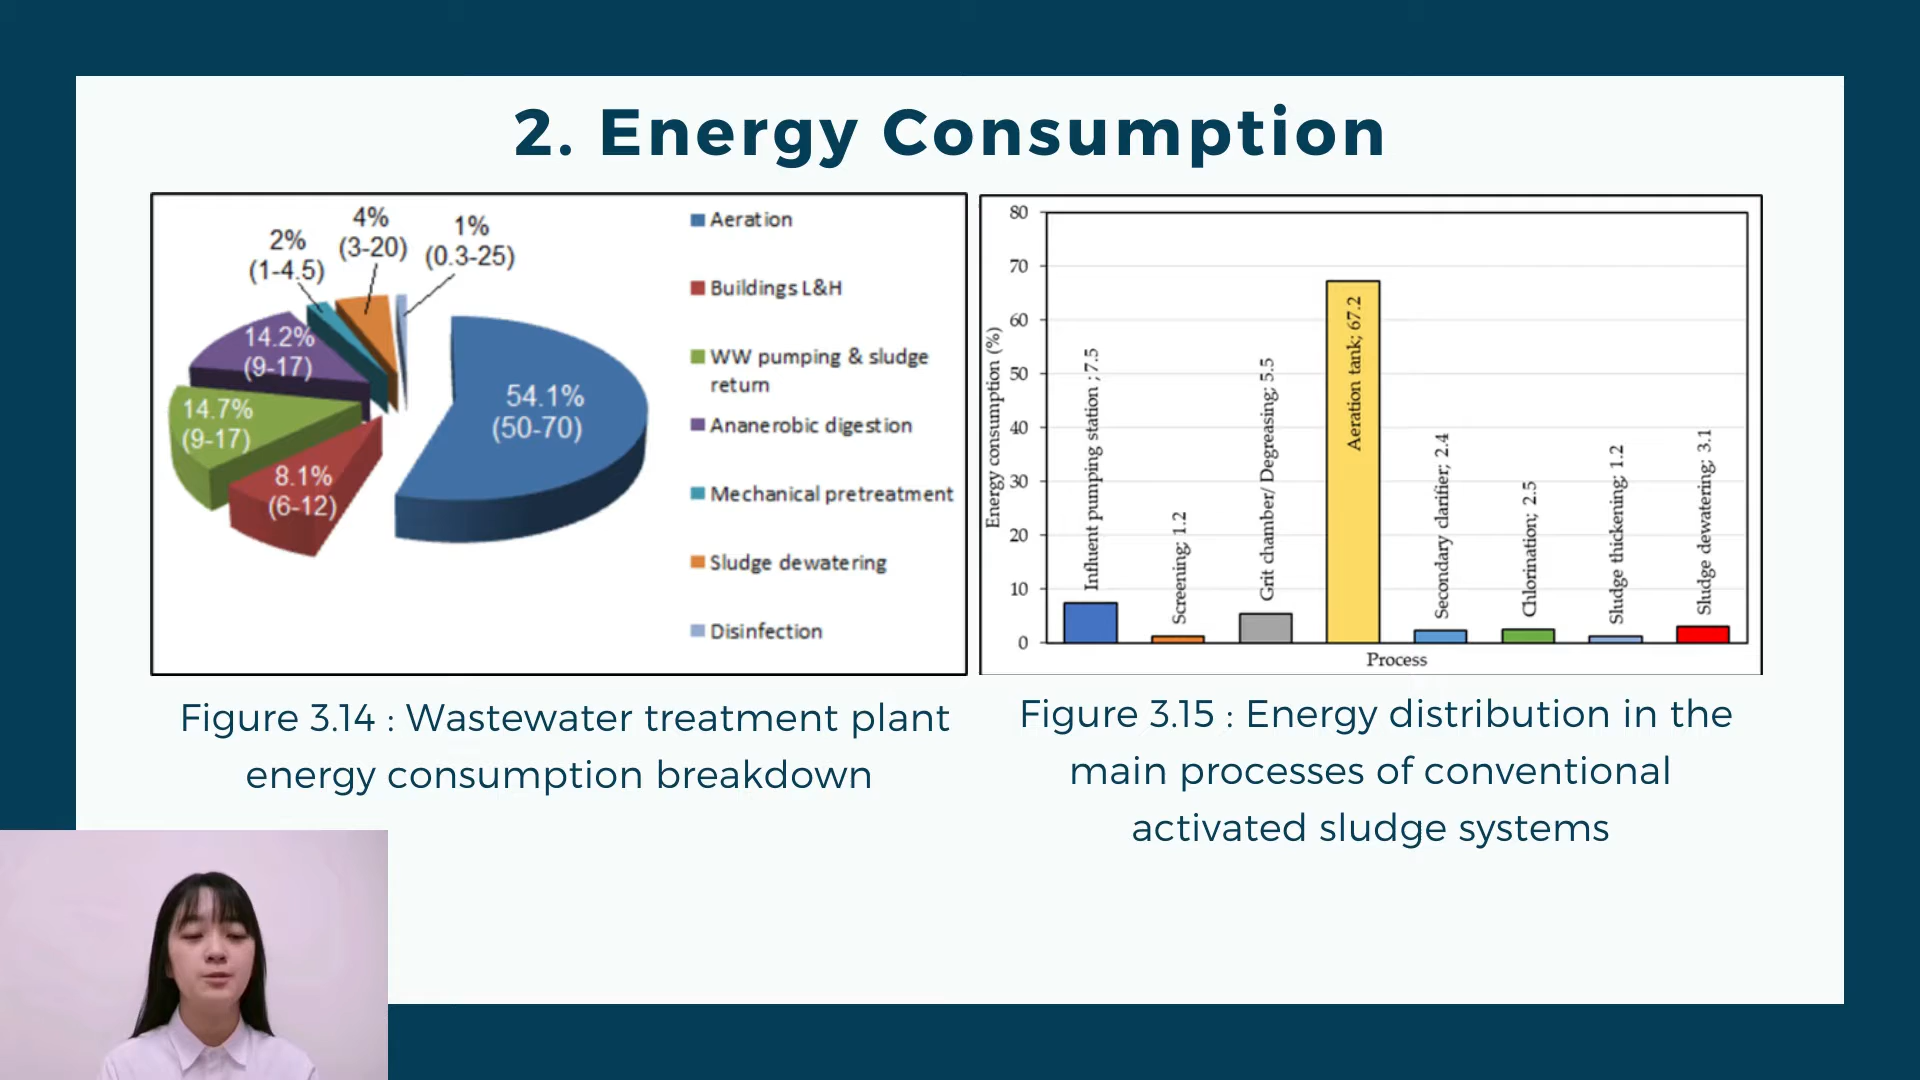 2. Energy Consumption
4%
(3-20)
2%
(1-4.5)
1%
(0.3-25)
14.2%
(9-17)
14.7%
(9-17)
8.1%
(6-12)
54.1%
(50-70)
Aeration
Buildings L&H
WW pumping & sludge
return
Ananerobic digestion
Mechanical pretreatment
Sludge dewatering
Disinfection
Figure 3.14 : Wastewater treatment plant
energy consumption breakdown
Energy consumption (%)
80
70
60
50
40
30
20
10
0
Influent pumping station ; 7.5
Screening; 1.2
Grit chamber/ Degreasing; 5.5
Aeration tank; 67.2
Secondary clarifier; 2.4
Chlorination; 2.5
Sludge thickening; 1.2
Sludge dewatering; 3.1
Process
Figure 3.15 : Energy distribution in the
main processes of conventional
activated sludge systems